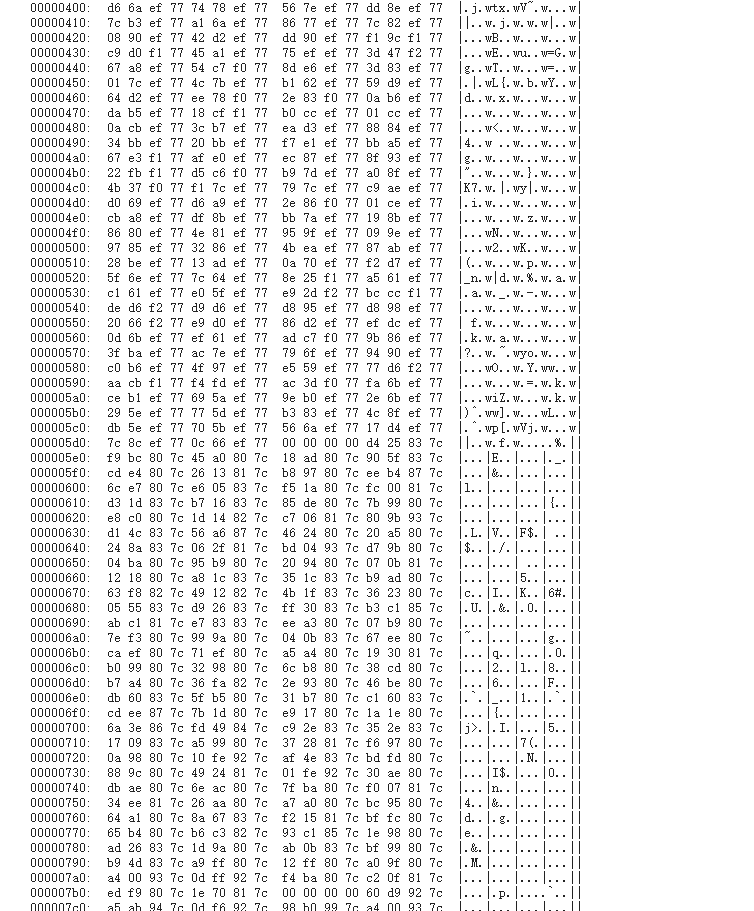 00000400: d6 6a ef 77 74 78 ef 77 56 7e ef 77 dd 8e ef 77 |.j.wtx.wV~.w...w|
00000410: 7c b3 ef 77 a1 6a ef 77 86 77 ef 77 7c 82 ef 77 ||..w.j.w.w.w|..w|
00000420: 08 90 ef 77 42 d2 ef 77 dd 90 ef 77 f1 9c f1 77 |...wB..w...w...w|
00000430: c9 d0 f1 77 45 a1 ef 77 75 ef ef 77 3d 47 f2 77 |...wE..wu..w=G.w|
00000440: 67 a8 ef 77 54 c7 f0 77 8d e6 ef 77 3d 83 ef 77 |g..wT..w...w=..w|
00000450: 01 7c ef 77 4c 7b ef 77 b1 62 ef 77 59 d9 ef 77 |.|.wL{.w.b.wY..w|
00000460: 64 d2 ef 77 ee 78 f0 77 2e 83 f0 77 0a b6 ef 77 |d..w.x.w...w...w|
00000470: da b5 ef 77 18 cf f1 77 b0 cc ef 77 01 cc ef 77 |...w...w...w...w|
00000480: 0a cb ef 77 3c b7 ef 77 ea d3 ef 77 88 84 ef 77 |...w<..w...w...w|
00000490: 34 bb ef 77 20 bb ef 77 f7 e1 ef 77 bb a5 ef 77 |4..w ..w...w...w|
000004a0: 67 e3 f1 77 af e0 ef 77 ec 87 ef 77 8f 93 ef 77 |g..w...w...w...w|
000004b0: 22 fb f1 77 d5 c6 f0 77 b9 7d ef 77 a0 8f ef 77 |"..w...w.}.w...w|
000004c0: 4b 37 f0 77 f1 7c ef 77 79 7c ef 77 c9 ae ef 77 |K7.w.|.wy|.w...w|
000004d0: d0 69 ef 77 d6 a9 ef 77 2e 86 f0 77 01 ce ef 77 |.i.w...w...w...w|
000004e0: cb a8 ef 77 df 8b ef 77 bb 7a ef 77 19 8b ef 77 |...w...w.z.w...w|
000004f0: 86 80 ef 77 4e 81 ef 77 95 9f ef 77 09 9e ef 77 |...wN..w...w...w|
00000500: 97 85 ef 77 32 86 ef 77 4b ea ef 77 87 ab ef 77 |...w2..wK..w...w|
00000510: 28 be ef 77 13 ad ef 77 0a 70 ef 77 f2 d7 ef 77 |(..w...w.p.w...w|
00000520: 5f 6e ef 77 7c 64 ef 77 8e 25 f1 77 a5 61 ef 77 |_n.w|d.w.%.w.a.w|
00000530: c1 61 ef 77 e0 5f ef 77 e9 2d f2 77 bc cc f1 77 |.a.w._.w.-.w...w|
00000540: de d6 f2 77 d9 d6 ef 77 d8 95 ef 77 d8 98 ef 77 |...w...w...w...w|
00000550: 20 66 f2 77 e9 d0 ef 77 86 d2 ef 77 ef dc ef 77 | f.w...w...w...w|
00000560: 0d 6b ef 77 ef 61 ef 77 ad c7 f0 77 9b 86 ef 77 |.k.w.a.w...w...w|
00000570: 3f ba ef 77 ac 7e ef 77 79 6f ef 77 94 90 ef 77 |?..w.~.wyo.w...w|
00000580: c0 b6 ef 77 4f 97 ef 77 e5 59 ef 77 77 d6 f2 77 |...wO..w.Y.ww..w|
00000590: aa cb f1 77 f4 fd ef 77 ac 3d f0 77 fa 6b ef 77 |...w...w.=.w.k.w|
000005a0: ce b1 ef 77 69 5a ef 77 9e b0 ef 77 2e 6b ef 77 |...wiZ.w...w.k.w|
000005b0: 29 5e ef 77 77 5d ef 77 b3 83 ef 77 4c 8f ef 77 |)^.ww].w...wL..w|
000005c0: db 5e ef 77 70 5b ef 77 56 6a ef 77 17 d4 ef 77 |.^.wp[.wVj.w...w|
000005d0: 7c 8c ef 77 0c 66 ef 77 00 00 00 00 d4 25 83 7c ||..w.f.w.....%.||
000005e0: f9 bc 80 7c 45 a0 80 7c 18 ad 80 7c 90 5f 83 7c |...|E..|...|._.||
000005f0: cd e4 80 7c 26 13 81 7c b8 97 80 7c ee b4 87 7c |...|&..|...|...||
00000600: 6c e7 80 7c e6 05 83 7c f5 1a 80 7c fc 00 81 7c |l..|...|...|...||
00000610: d3 1d 83 7c b7 16 83 7c 85 de 80 7c 7b 99 80 7c |...|...|...|{..||
00000620: e8 c0 80 7c 1d 14 82 7c c7 06 81 7c 80 9b 93 7c |...|...|...|...||
00000630: d1 4c 83 7c 56 a6 87 7c 46 24 80 7c 20 a5 80 7c |.L.|V..|F$.| ..||
00000640: 24 8a 83 7c 06 2f 81 7c bd 04 93 7c d7 9b 80 7c |$..|./.|...|...||
00000650: 04 ba 80 7c 95 b9 80 7c 20 94 80 7c 07 0b 81 7c |...|...| ..|...||
00000660: 12 18 80 7c a8 1c 83 7c 35 1c 83 7c b9 ad 80 7c |...|...|5..|...||
00000670: 63 f8 82 7c 49 12 82 7c 4b 1f 83 7c 36 23 80 7c |c..|I..|K..|6#.||
00000680: 05 55 83 7c d9 26 83 7c ff 30 83 7c b3 c1 85 7c |.U.|.&.|.0.|...||
00000690: ab c1 81 7c e7 83 83 7c ee a3 80 7c 07 b9 80 7c |...|...|...|...||
000006a0: 7e f3 80 7c 99 9a 80 7c 04 0b 83 7c 67 ee 80 7c |~..|...|...|g..||
000006b0: ca ef 80 7c 71 ef 80 7c a5 a4 80 7c 19 30 81 7c |...|q..|...|.0.||
000006c0: b0 99 80 7c 32 98 80 7c 6c b8 80 7c 38 cd 80 7c |...|2..|l..|8..||
000006d0: b7 a4 80 7c 36 fa 82 7c 2e 93 80 7c 46 be 80 7c |...|6..|...|F..||
000006e0: db 60 83 7c 5f b5 80 7c 31 b7 80 7c c1 60 83 7c |.`.|_..|1..|.`.||
000006f0: cd ee 87 7c 7b 1d 80 7c e9 17 80 7c 1a 1e 80 7c |...|{..|...|...||
00000700: 6a 3e 86 7c fd 49 84 7c c9 2e 83 7c 35 2e 83 7c |j>.|.I.|...|5..||
00000710: 17 09 83 7c a5 99 80 7c 37 28 81 7c f6 97 80 7c |...|...|7(.|...||
00000720: 0a 98 80 7c 10 fe 92 7c af 4e 83 7c bd fd 80 7c |...|...|.N.|...||
00000730: 88 9c 80 7c 49 24 81 7c 01 fe 92 7c 30 ae 80 7c |...|I$.|...|0..||
00000740: db ae 80 7c 6e ac 80 7c 7f ba 80 7c f0 07 81 7c |...|n..|...|...||
00000750: 34 ee 81 7c 26 aa 80 7c a7 a0 80 7c bc 95 80 7c |4..|&..|...|...||
00000760: 64 a1 80 7c 8a 67 83 7c f2 15 81 7c bf fc 80 7c |d..|.g.|...|...||
00000770: 65 b4 80 7c b6 c3 82 7c 93 c1 85 7c 1e 98 80 7c |e..|...|...|...||
00000780: ad 26 83 7c 1d 9a 80 7c ab 0b 83 7c bf 99 80 7c |.&.|...|...|...||
00000790: b9 4d 83 7c a9 ff 80 7c 12 ff 80 7c a0 9f 80 7c |.M.|...|...|...||
000007a0: a4 00 93 7c 0d ff 92 7c f4 ba 80 7c c2 0f 81 7c |...|...|...|...||
000007b0: ed f9 80 7c 1e 70 81 7c 00 00 00 00 60 d9 92 7c |...|.p.|....`..||
000007c0: a5 ab 94 7c 0d f6 92 7c 98 b0 99 7c a4 00 93 7c |...|...|...|...||